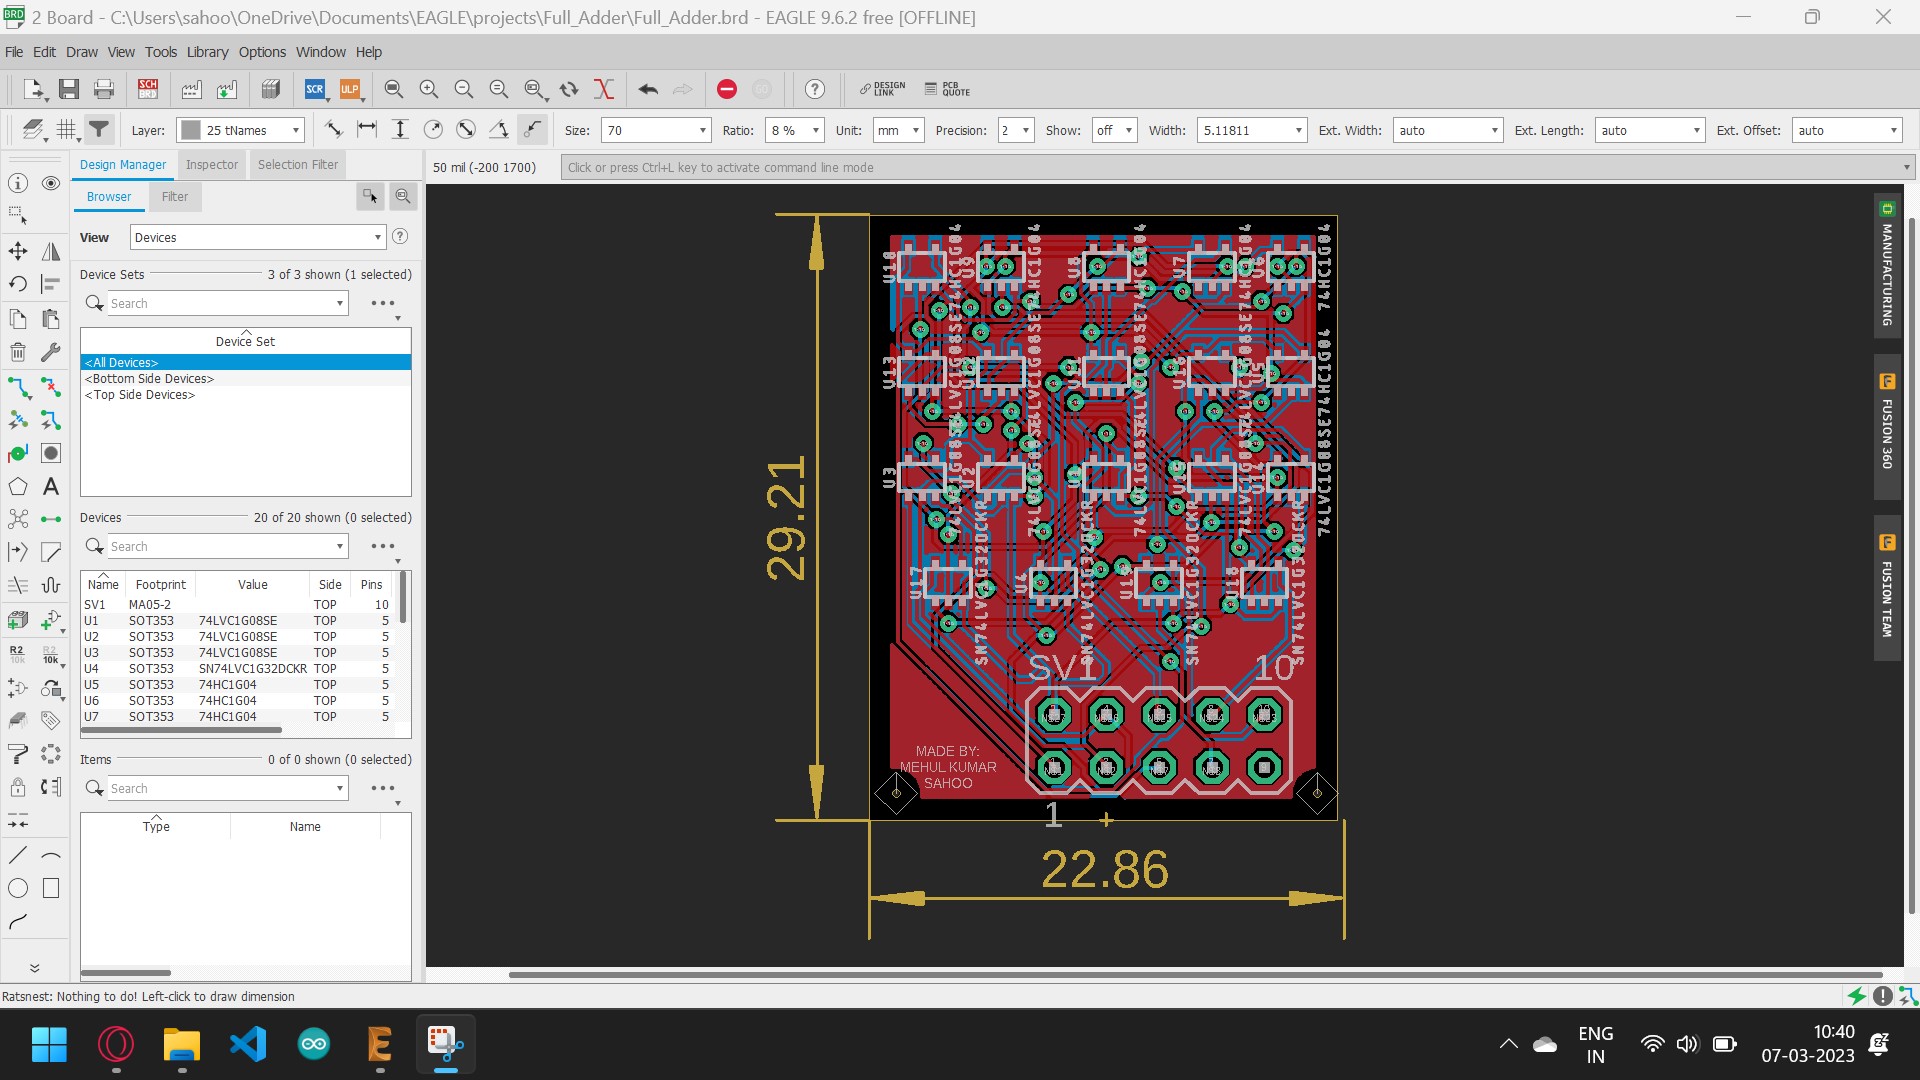 2 Board - C:\Users\sahoo\OneDrive\Documents\EAGLE\projects\Full_Adder\Full_Adder.brd - EAGLE 9.6.2 free [OFFLINE]
File Edit Draw View Tools Library Options Window Help
SCH BRD SCR ULP DESIGN LINK PCB QUOTE
Layer: 25 tNames Size: 70 Ratio: 8 % Unit: mm Precision: 2 Show: off Width: 5.11811 Ext. Width: auto Ext. Length: auto Ext. Offset: auto
Design Manager Inspector Selection Filter
50 mil (-200 1700) Click or press Ctrl+L key to activate command line mode
Browser Filter
View Devices
Device Sets 3 of 3 shown (1 selected)
Search
Device Set
<All Devices>
<Bottom Side Devices>
<Top Side Devices>
Devices 20 of 20 shown (0 selected)
Search
Name Footprint Value Side Pins
SV1 MA05-2 TOP 10
U1 SOT353 74LVC1G08SE TOP 5
U2 SOT353 74LVC1G08SE TOP 5
U3 SOT353 74LVC1G08SE TOP 5
U4 SOT353 SN74LVC1G32DCKR TOP 5
U5 SOT353 74HC1G04 TOP 5
U6 SOT353 74HC1G04 TOP 5
U7 SOT353 74HC1G04 TOP 5
Items 0 of 0 shown (0 selected)
Search
Type Name
R2 10k R2 10k
29.21
22.86
U10 U9 U8 U7 U6
74HC1G04
U13
U5
U3 U2
U17 U4 U18
SN74LVC1G32DCKR
74LVC1G08SE
SV1 10
MADE BY:
MEHUL KUMAR
SAHOO
1
MANUFACTURING
FUSION 360
FUSION TEAM
Ratsnest: Nothing to do! Left-click to draw dimension
ENG
IN
10:40
07-03-2023